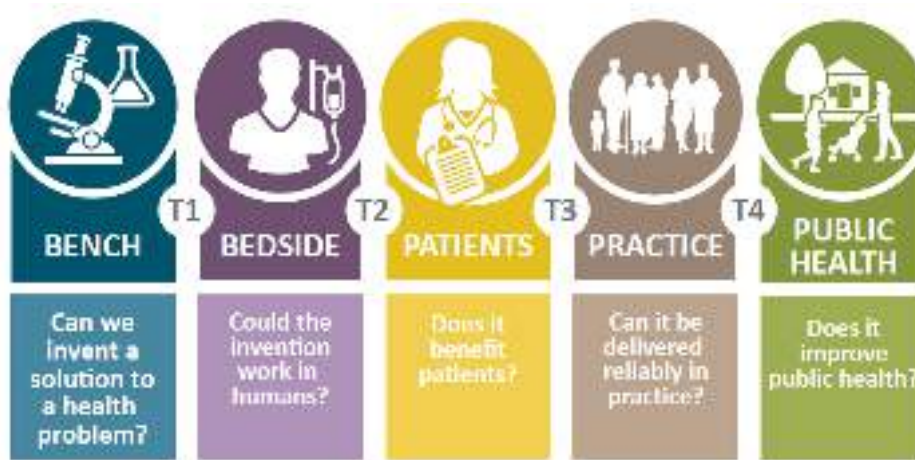 T1
T2
T3
T4
BENCH
BEDSIDE
PATIENTS
PRACTICE
PUBLIC
HEALTH
Can we
invent a
solution to
a health
problem?
Could the
invention
work in
humans?
Does it
benefit
patients?
Can it be
delivered
reliably in
practice?
Does it
improve
public health?